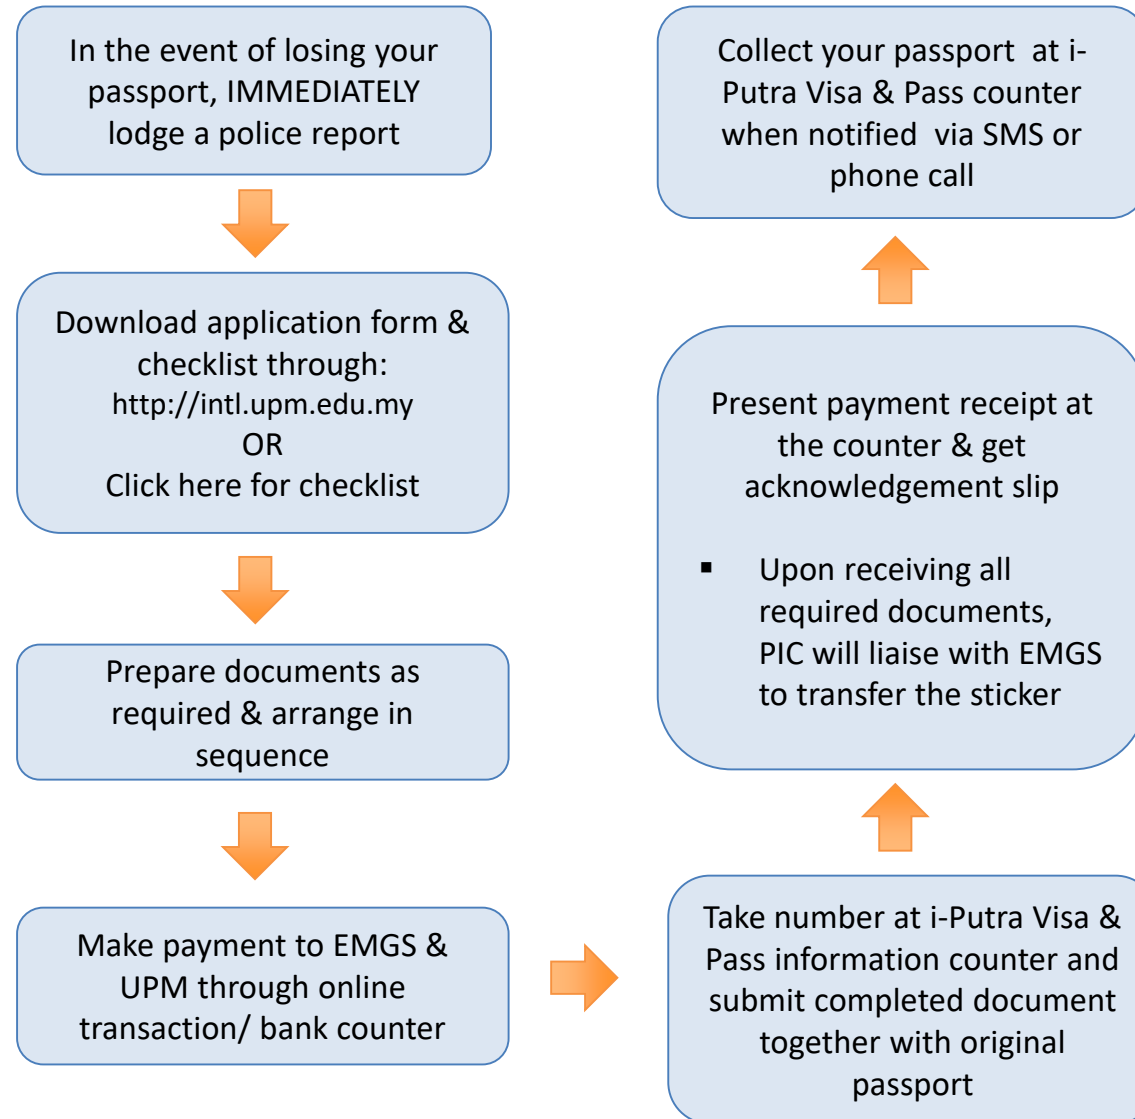 In the event of losing your
passport, IMMEDIATELY
lodge a police report
Download application form &
checklist through:
http://intl.upm.edu.my
OR
Click here for checklist
Prepare documents as
required & arrange in
sequence
Make payment to EMGS &
UPM through online
transaction/ bank counter
Take number at i-Putra Visa &
Pass information counter and
submit completed document
together with original
passport
Present payment receipt at
the counter & get
acknowledgement slip
▪ Upon receiving all
required documents,
PIC will liaise with EMGS
to transfer the sticker
Collect your passport at i-
Putra Visa & Pass counter
when notified via SMS or
phone call